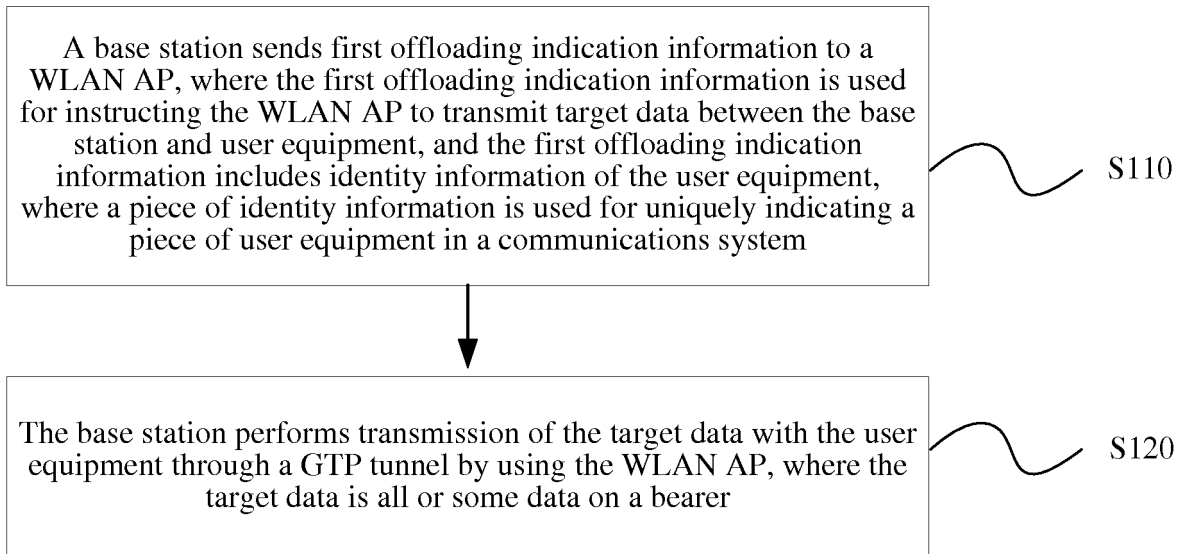 A base station sends first offloading indication information to a
WLAN AP, where the first offloading indication information is used
for instructing the WLAN AP to transmit target data between the base
station and user equipment, and the first offloading indication
information includes identity information of the user equipment,
where a piece of identity information is used for uniquely indicating a
piece of user equipment in a communications system
S110
The base station performs transmission of the target data with the user
equipment through a GTP tunnel by using the WLAN AP, where the
target data is all or some data on a bearer
S120